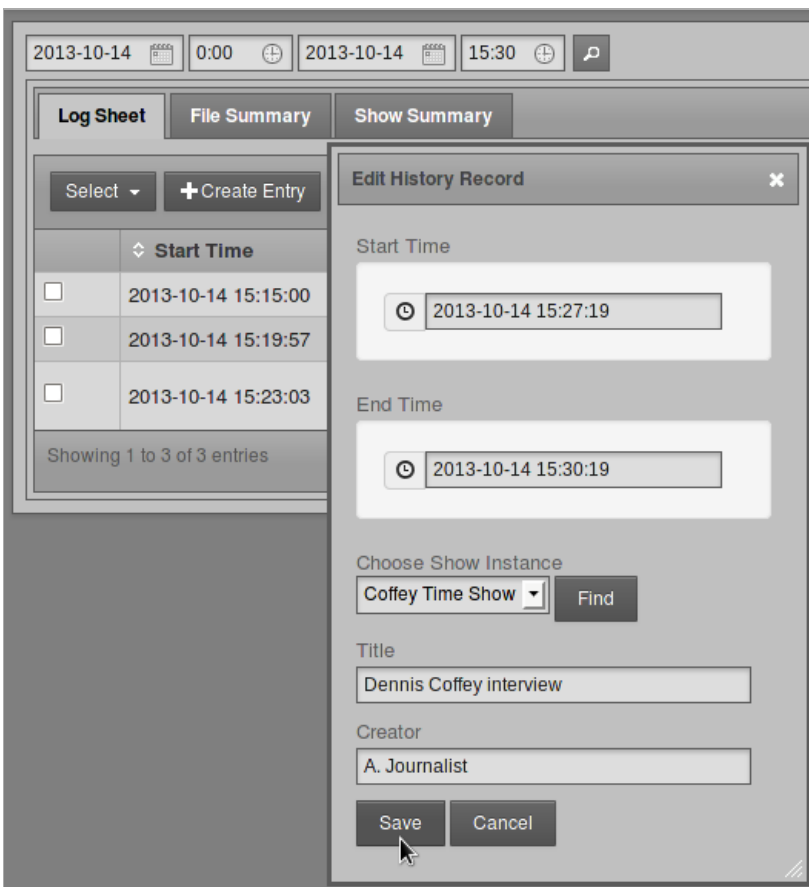 2013-10-14 0:00 2013-10-14 15:30
Log Sheet File Summary Show Summary
Select Create Entry
Start Time
2013-10-14 15:15:00
2013-10-14 15:19:57
2013-10-14 15:23:03
Showing 1 to 3 of 3 entries
Edit History Record
Start Time
2013-10-14 15:27:19
End Time
2013-10-14 15:30:19
Choose Show Instance
Coffey Time Show Find
Title
Dennis Coffey interview
Creator
A. Journalist
Save Cancel